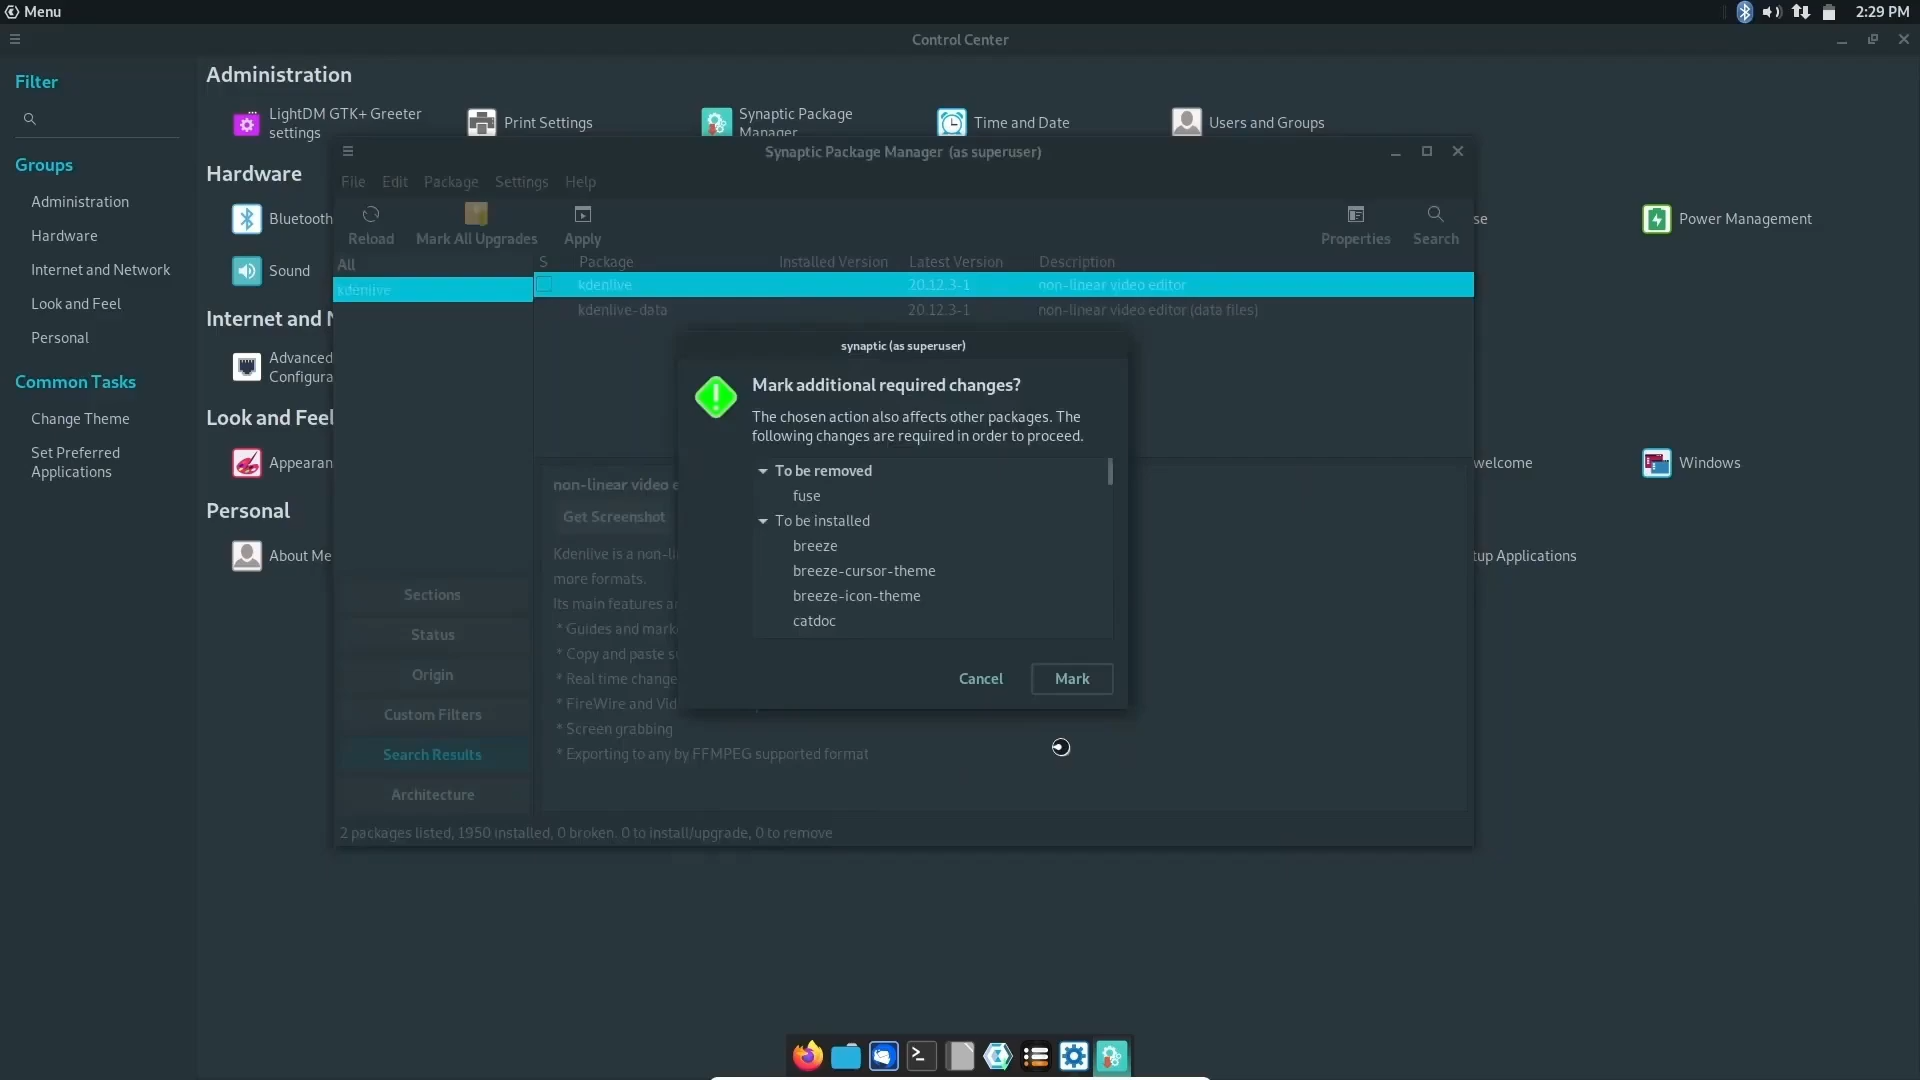 Menu
2:29 PM
Control Center
Filter
Groups
Administration
Hardware
Internet and Network
Look and Feel
Personal
Common Tasks
Change Theme
Set Preferred
Applications
Administration
LightDM GTK+ Greeter
settings
Print Settings
Synaptic Package
Manager
Time and Date
Users and Groups
Hardware
Bluetooth
se
Power Management
Sound
Internet and N
Advanced
Configura
Look and Feel
Appearan
welcome
Windows
Personal
About Me
tup Applications
Synaptic Package Manager (as superuser)
File Edit Package Settings Help
Reload
Mark All Upgrades
Apply
Properties
Search
All
kdenlive
S Package Installed Version Latest Version Description
kdenlive 20.12.3-1 non-linear video editor
kdenlive-data 20.12.3-1 non-linear video editor (data files)
Sections
Status
Origin
Custom Filters
Search Results
Architecture
non-linear video e
Get Screenshot
Kdenlive is a non-li
more formats.
Its main features a
* Guides and mark
* Copy and paste s
* Real time change
* FireWire and Vid
* Screen grabbing
* Exporting to any by FFMPEG supported format
2 packages listed, 1950 installed, 0 broken. 0 to install/upgrade, 0 to remove
synaptic (as superuser)
Mark additional required changes?
The chosen action also affects other packages. The
following changes are required in order to proceed.
To be removed
fuse
To be installed
breeze
breeze-cursor-theme
breeze-icon-theme
catdoc
Cancel
Mark